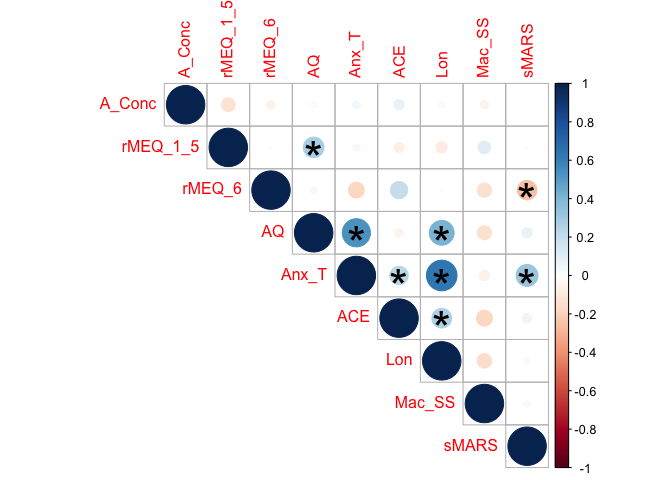 A_Conc
rMEQ_1_5
rMEQ_6
AQ
Anx_T
ACE
Lon
Mac_SS
sMARS
A_Conc
rMEQ_1_5
*
rMEQ_6
*
AQ
*
*
Anx_T
*
*
*
ACE
*
Lon
Mac_SS
sMARS
1
0.8
0.6
0.4
0.2
0
-0.2
-0.4
-0.6
-0.8
-1